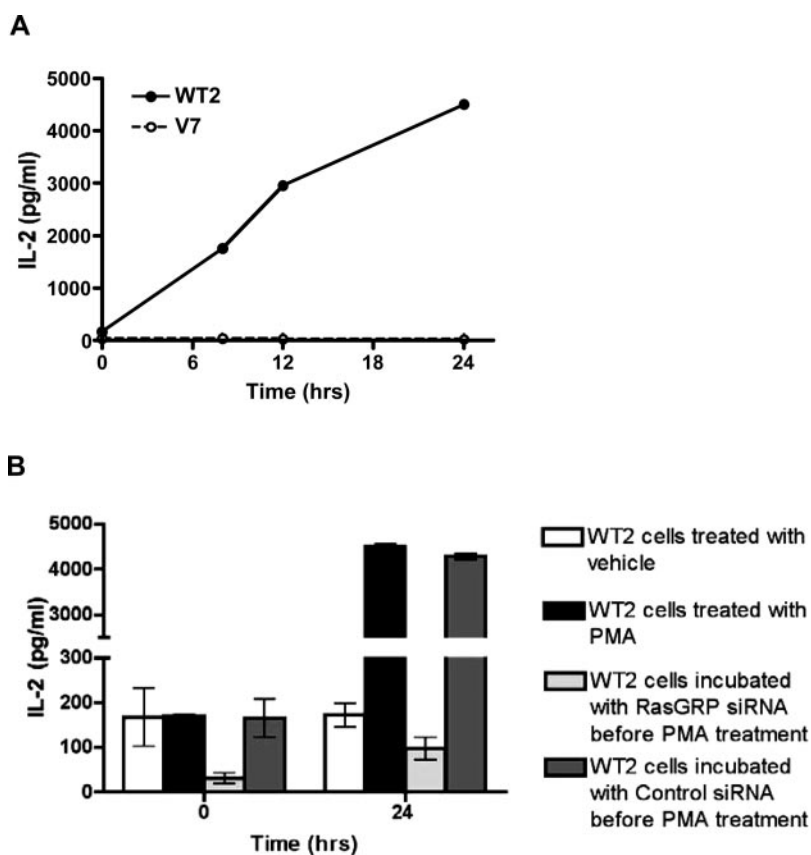 A
5000
4000
3000
2000
1000
0
IL-2 (pg/ml)
WT2
V7
0 6 12 18 24
Time (hrs)
B
5000
4000
3000
300
200
100
0
IL-2 (pg/ml)
0 24
Time (hrs)
WT2 cells treated with
vehicle
WT2 cells treated with
PMA
WT2 cells incubated
with RasGRP siRNA
before PMA treatment
WT2 cells incubated
with Control siRNA
before PMA treatment